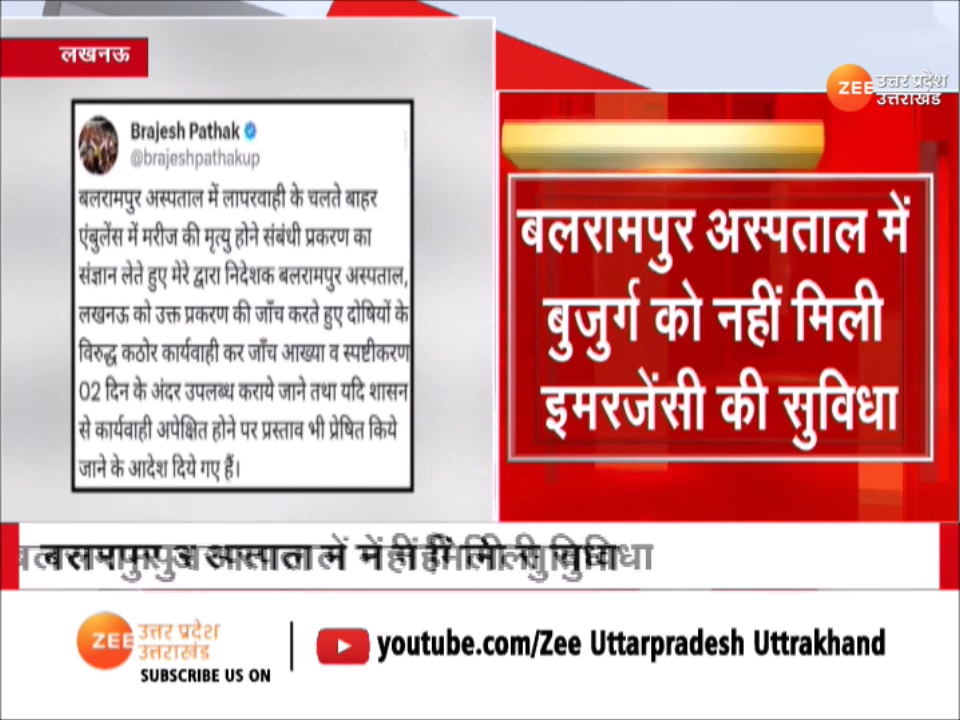 लखनऊ
ZEE उत्तर प्रदेश
उत्तराखंड
Brajesh Pathak
@brajeshpathakup
बलरामपुर अस्पताल में लापरवाही के चलते बाहर
एंबुलेंस में मरीज की मृत्यु होने संबंधी प्रकरण का
संज्ञान लेते हुए मेरे द्वारा निदेशक बलरामपुर अस्पताल,
लखनऊ को उक्त प्रकरण की जाँच करते हुए दोषियों के
विरुद्ध कठोर कार्यवाही कर जाँच आख्या व स्पष्टीकरण
02 दिन के अंदर उपलब्ध कराये जाने तथा यदि शासन
से कार्यवाही अपेक्षित होने पर प्रस्ताव भी प्रेषित किये
जाने के आदेश दिये गए हैं।
बलरामपुर अस्पताल में
बुजुर्ग को नहीं मिली
इमरजेंसी की सुविधा
ZEE उत्तर प्रदेश
उत्तराखंड
SUBSCRIBE US ON
youtube.com/Zee Uttarpradesh Uttrakhand